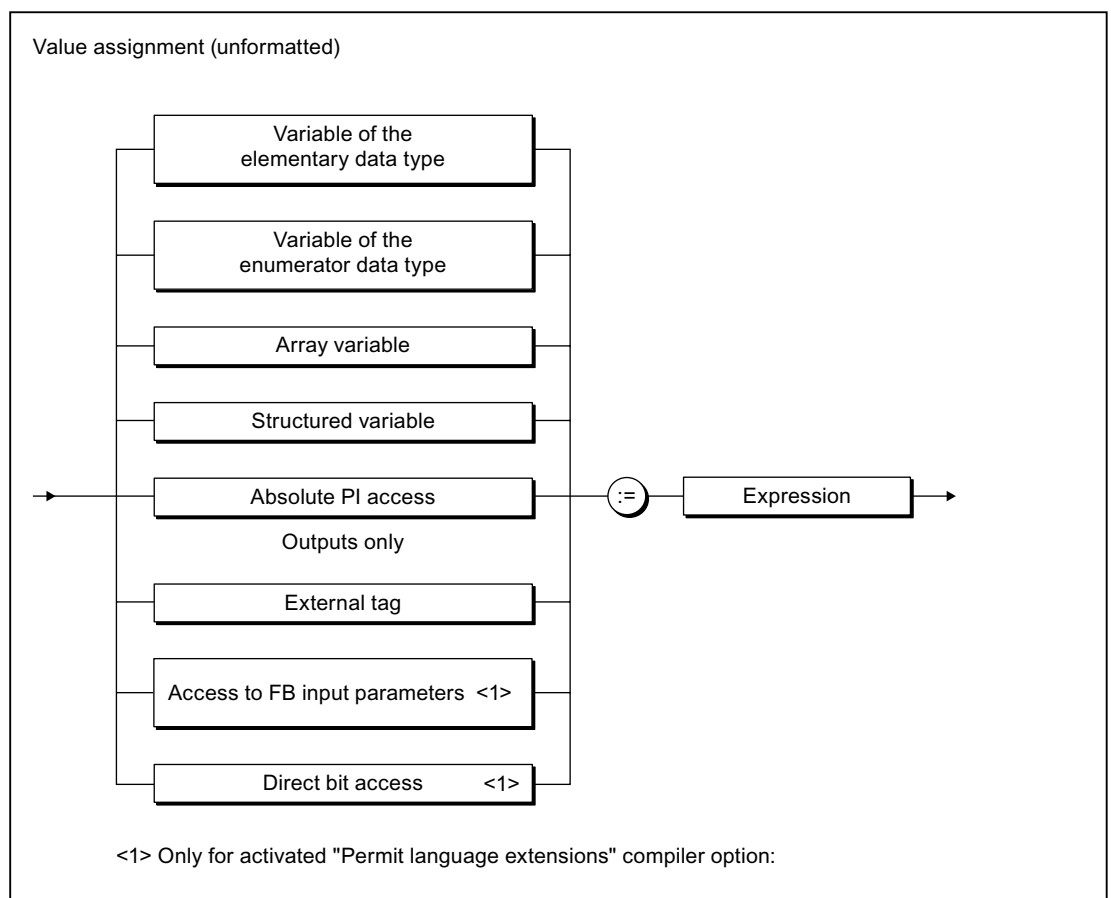 Value assignment (unformatted)
Variable of the
elementary data type
Variable of the
enumerator data type
Array variable
Structured variable
Absolute PI access
:=
Expression
Outputs only
External tag
Access to FB input parameters <1>
Direct bit access <1>
<1> Only for activated "Permit language extensions" compiler option: